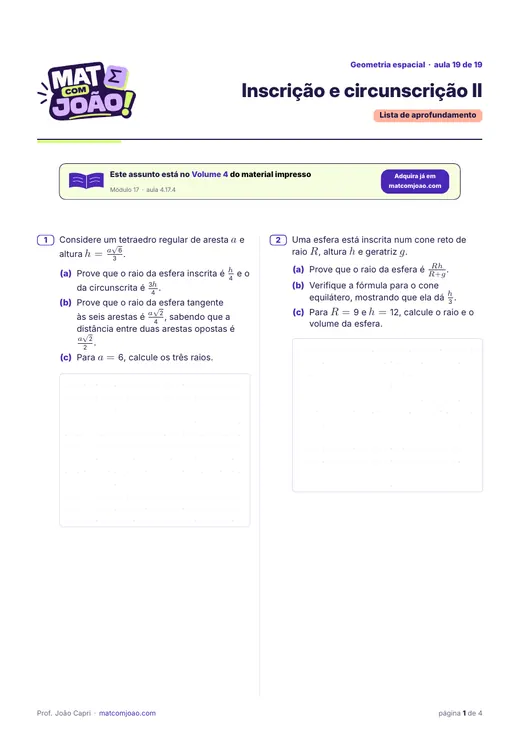 MAT
COM
JOÃO!
Σ
Geometria espacial · aula 19 de 19
Inscrição e circunscrição II
Lista de aprofundamento
Este assunto está no Volume 4 do material impresso
Módulo 17 · aula 4.17.4
Adquira já em
matcomjoao.com
1 Considere um tetraedro regular de aresta a e
altura h = a√6/3.
(a) Prove que o raio da esfera inscrita é h/4 e o
da circunscrita é 3h/4.
(b) Prove que o raio da esfera tangente
às seis arestas é a√2/4, sabendo que a
distância entre duas arestas opostas é
a√2/2.
(c) Para a = 6, calcule os três raios.
2 Uma esfera está inscrita num cone reto de
raio R, altura h e geratriz g.
(a) Prove que o raio da esfera é Rh/R+g.
(b) Verifique a fórmula para o cone
equilátero, mostrando que ela dá h/3.
(c) Para R = 9 e h = 12, calcule o raio e o
volume da esfera.
Prof. João Capri · matcomjoao.com
página 1 de 4